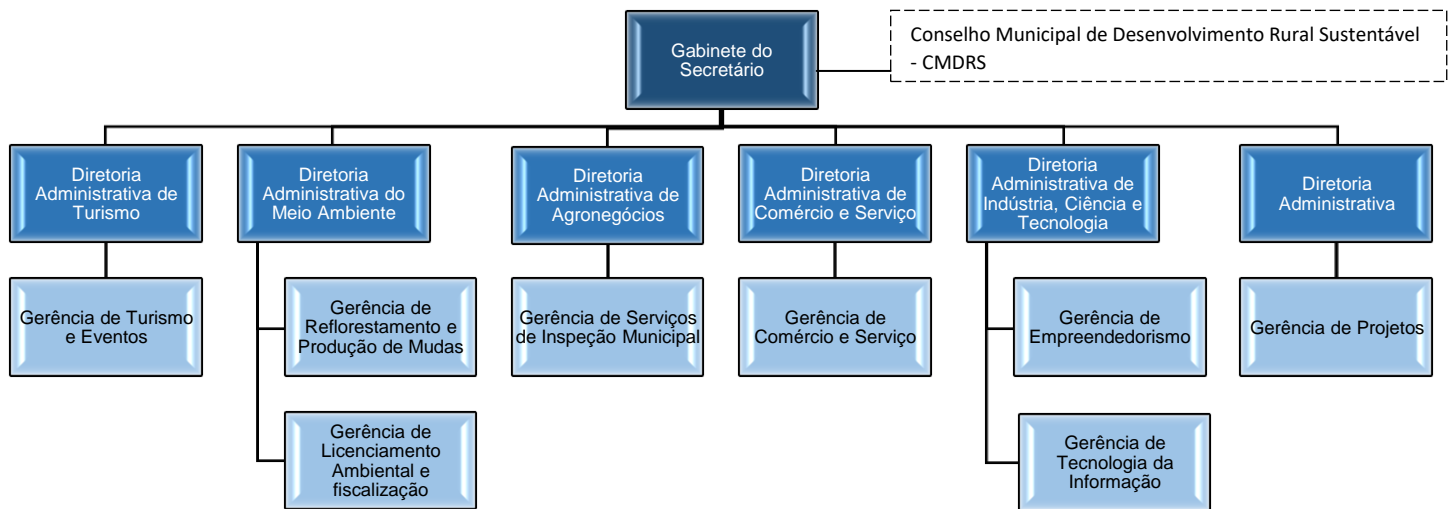 Gabinete do
Secretário
Conselho Municipal de Desenvolvimento Rural Sustentável
- CMDRS
Diretoria
Administrativa de
Turismo
Diretoria
Administrativa do
Meio Ambiente
Diretoria
Administrativa de
Agronegócios
Diretoria
Administrativa de
Comércio e Serviço
Diretoria
Administrativa de
Indústria, Ciência e
Tecnologia
Diretoria
Administrativa
Gerência de Turismo
e Eventos
Gerência de
Reflorestamento e
Produção de Mudas
Gerência de Serviços
de Inspeção Municipal
Gerência de
Comércio e Serviço
Gerência de
Empreendedorismo
Gerência de Projetos
Gerência de
Licenciamento
Ambiental e
fiscalização
Gerência de
Tecnologia da
Informação